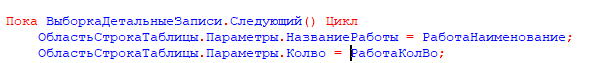 Пока ВыборкаДетальныеЗаписи.Следующий() Цикл
ОбластьСтрокаТаблицы.Параметры.НазваниеРаботы = РаботаНаименование;
ОбластьСтрокаТаблицы.Параметры.Колво = РаботаКолВо;